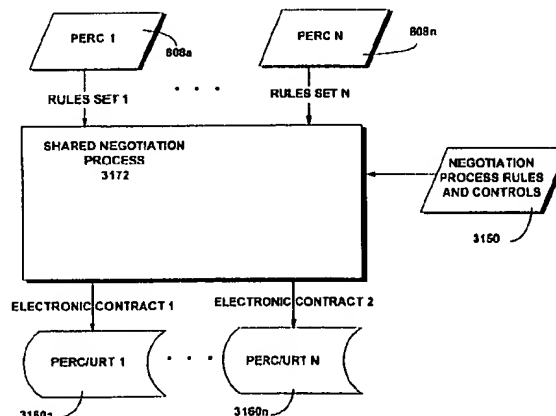 PERC 1
808a
PERC N
808n
RULES SET 1
. . .
RULES SET N
SHARED NEGOTIATION
PROCESS
3172
NEGOTIATION
PROCESS RULES
AND CONTROLS
3150
ELECTRONIC CONTRACT 1
ELECTRONIC CONTRACT 2
PERC/URT 1
. . .
PERC/URT N
3160a
3160n